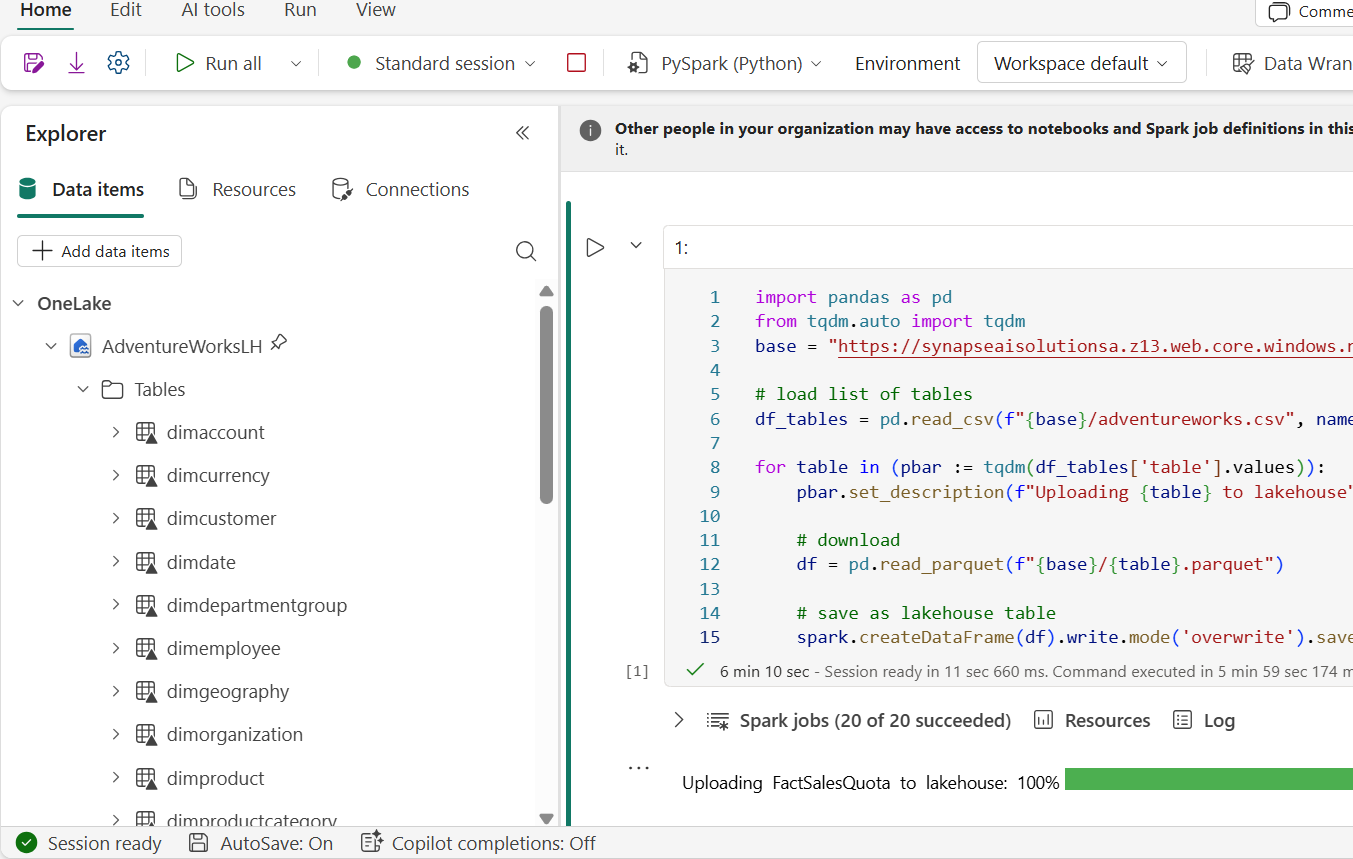 Home Edit AI tools Run View
Comme
Run all Standard session PySpark (Python) Environment Workspace default Data Wran
Explorer
Data items Resources Connections
Add data items
OneLake
AdventureWorksLH
Tables
dimaccount
dimcurrency
dimcustomer
dimdate
dimdepartmentgroup
dimemployee
dimgeography
dimorganization
dimproduct
dimproductcategory
Other people in your organization may have access to notebooks and Spark job definitions in this
it.
1:
1 import pandas as pd
2 from tqdm.auto import tqdm
3 base = "https://synapseaisolutionsa.z13.web.core.windows.n
4
5 # load list of tables
6 df_tables = pd.read_csv(f"{base}/adventureworks.csv", name
7
8 for table in (pbar := tqdm(df_tables['table'].values)):
9 pbar.set_description(f"Uploading {table} to lakehouse"
10
11 # download
12 df = pd.read_parquet(f"{base}/{table}.parquet")
13
14 # save as lakehouse table
15 spark.createDataFrame(df).write.mode('overwrite').save
[1] 6 min 10 sec - Session ready in 11 sec 660 ms. Command executed in 5 min 59 sec 174 m
Spark jobs (20 of 20 succeeded) Resources Log
...
Uploading FactSalesQuota to lakehouse: 100%
Session ready AutoSave: On Copilot completions: Off